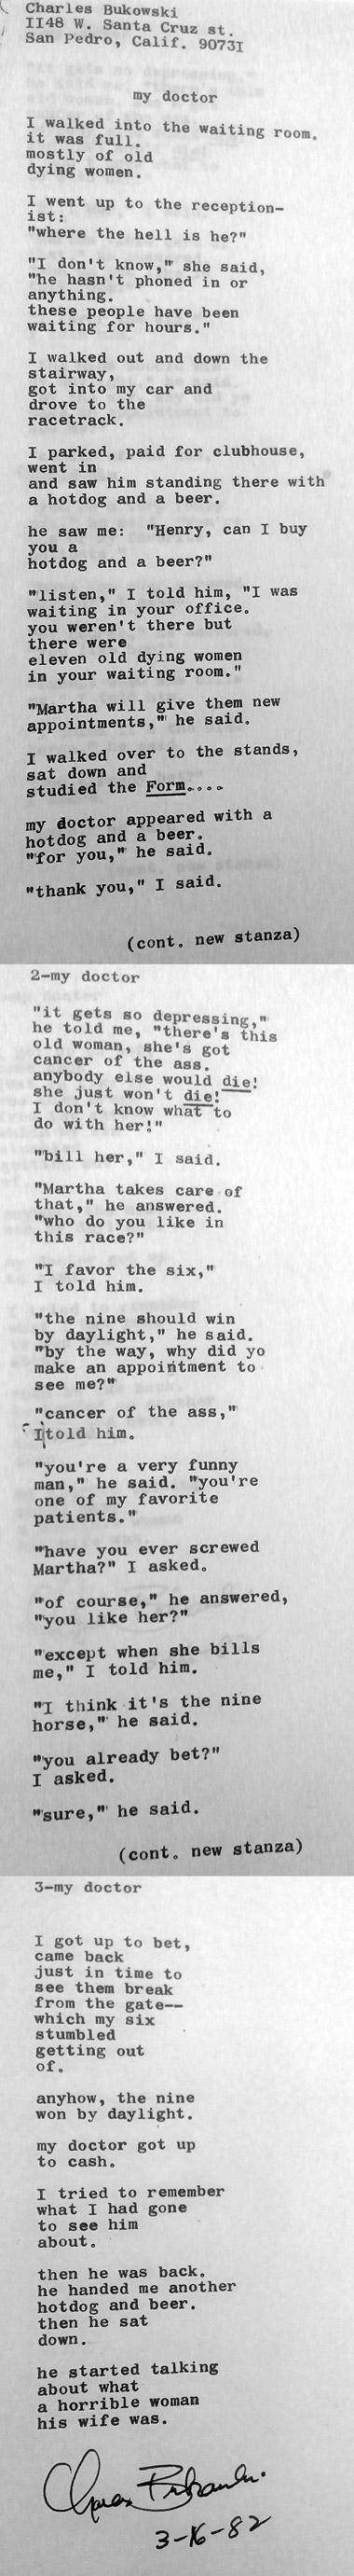 Charles Bukowski
II48 W. Santa Cruz st.
San Pedro, Calif. 9073I
my doctor
I walked into the waiting room.
it was full.
mostly of old
dying women.
I went up to the reception-
ist:
"where the hell is he?"
"I don't know," she said,
"he hasn't phoned in or
anything.
these people have been
waiting for hours."
I walked out and down the
stairway,
got into my car and
drove to the
racetrack.
I parked, paid for clubhouse,
went in
and saw him standing there with
a hotdog and a beer.
he saw me:  "Henry, can I buy
you a
hotdog and a beer?"
"listen," I told him, "I was
waiting in your office.
you weren't there but
there were
eleven old dying women
in your waiting room."
"Martha will give them new
appointments," he said.
I walked over to the stands,
sat down and
studied the Form....
my doctor appeared with a
hotdog and a beer.
"for you," he said.
"thank you," I said.
(cont. new stanza)
2-my doctor
"it gets so depressing,"
he told me, "there's this
old woman, she's got
cancer of the ass.
anybody else would die!
she just won't die!
I don't know what to
do with her!"
"bill her," I said.
"Martha takes care of
that," he answered.
"who do you like in
this race?"
"I favor the six,"
I told him.
"the nine should win
by daylight," he said.
"by the way, why did yo
make an appointment to
see me?"
"cancer of the ass,"
I told him.
"you're a very funny
man," he said. "you're
one of my favorite
patients."
"have you ever screwed
Martha?" I asked.
"of course," he answered,
"you like her?"
"except when she bills
me," I told him.
"I think it's the nine
horse," he said.
"you already bet?"
I asked.
"sure," he said.
(cont. new stanza)
3-my doctor
I got up to bet,
came back
just in time to
see them break
from the gate--
which my six
stumbled
getting out
of.
anyhow, the nine
won by daylight.
my doctor got up
to cash.
I tried to remember
what I had gone
to see him
about.
then he was back.
he handed me another
hotdog and beer.
then he sat
down.
he started talking
about what
a horrible woman
his wife was.
Charles Bukowski
3-16-82